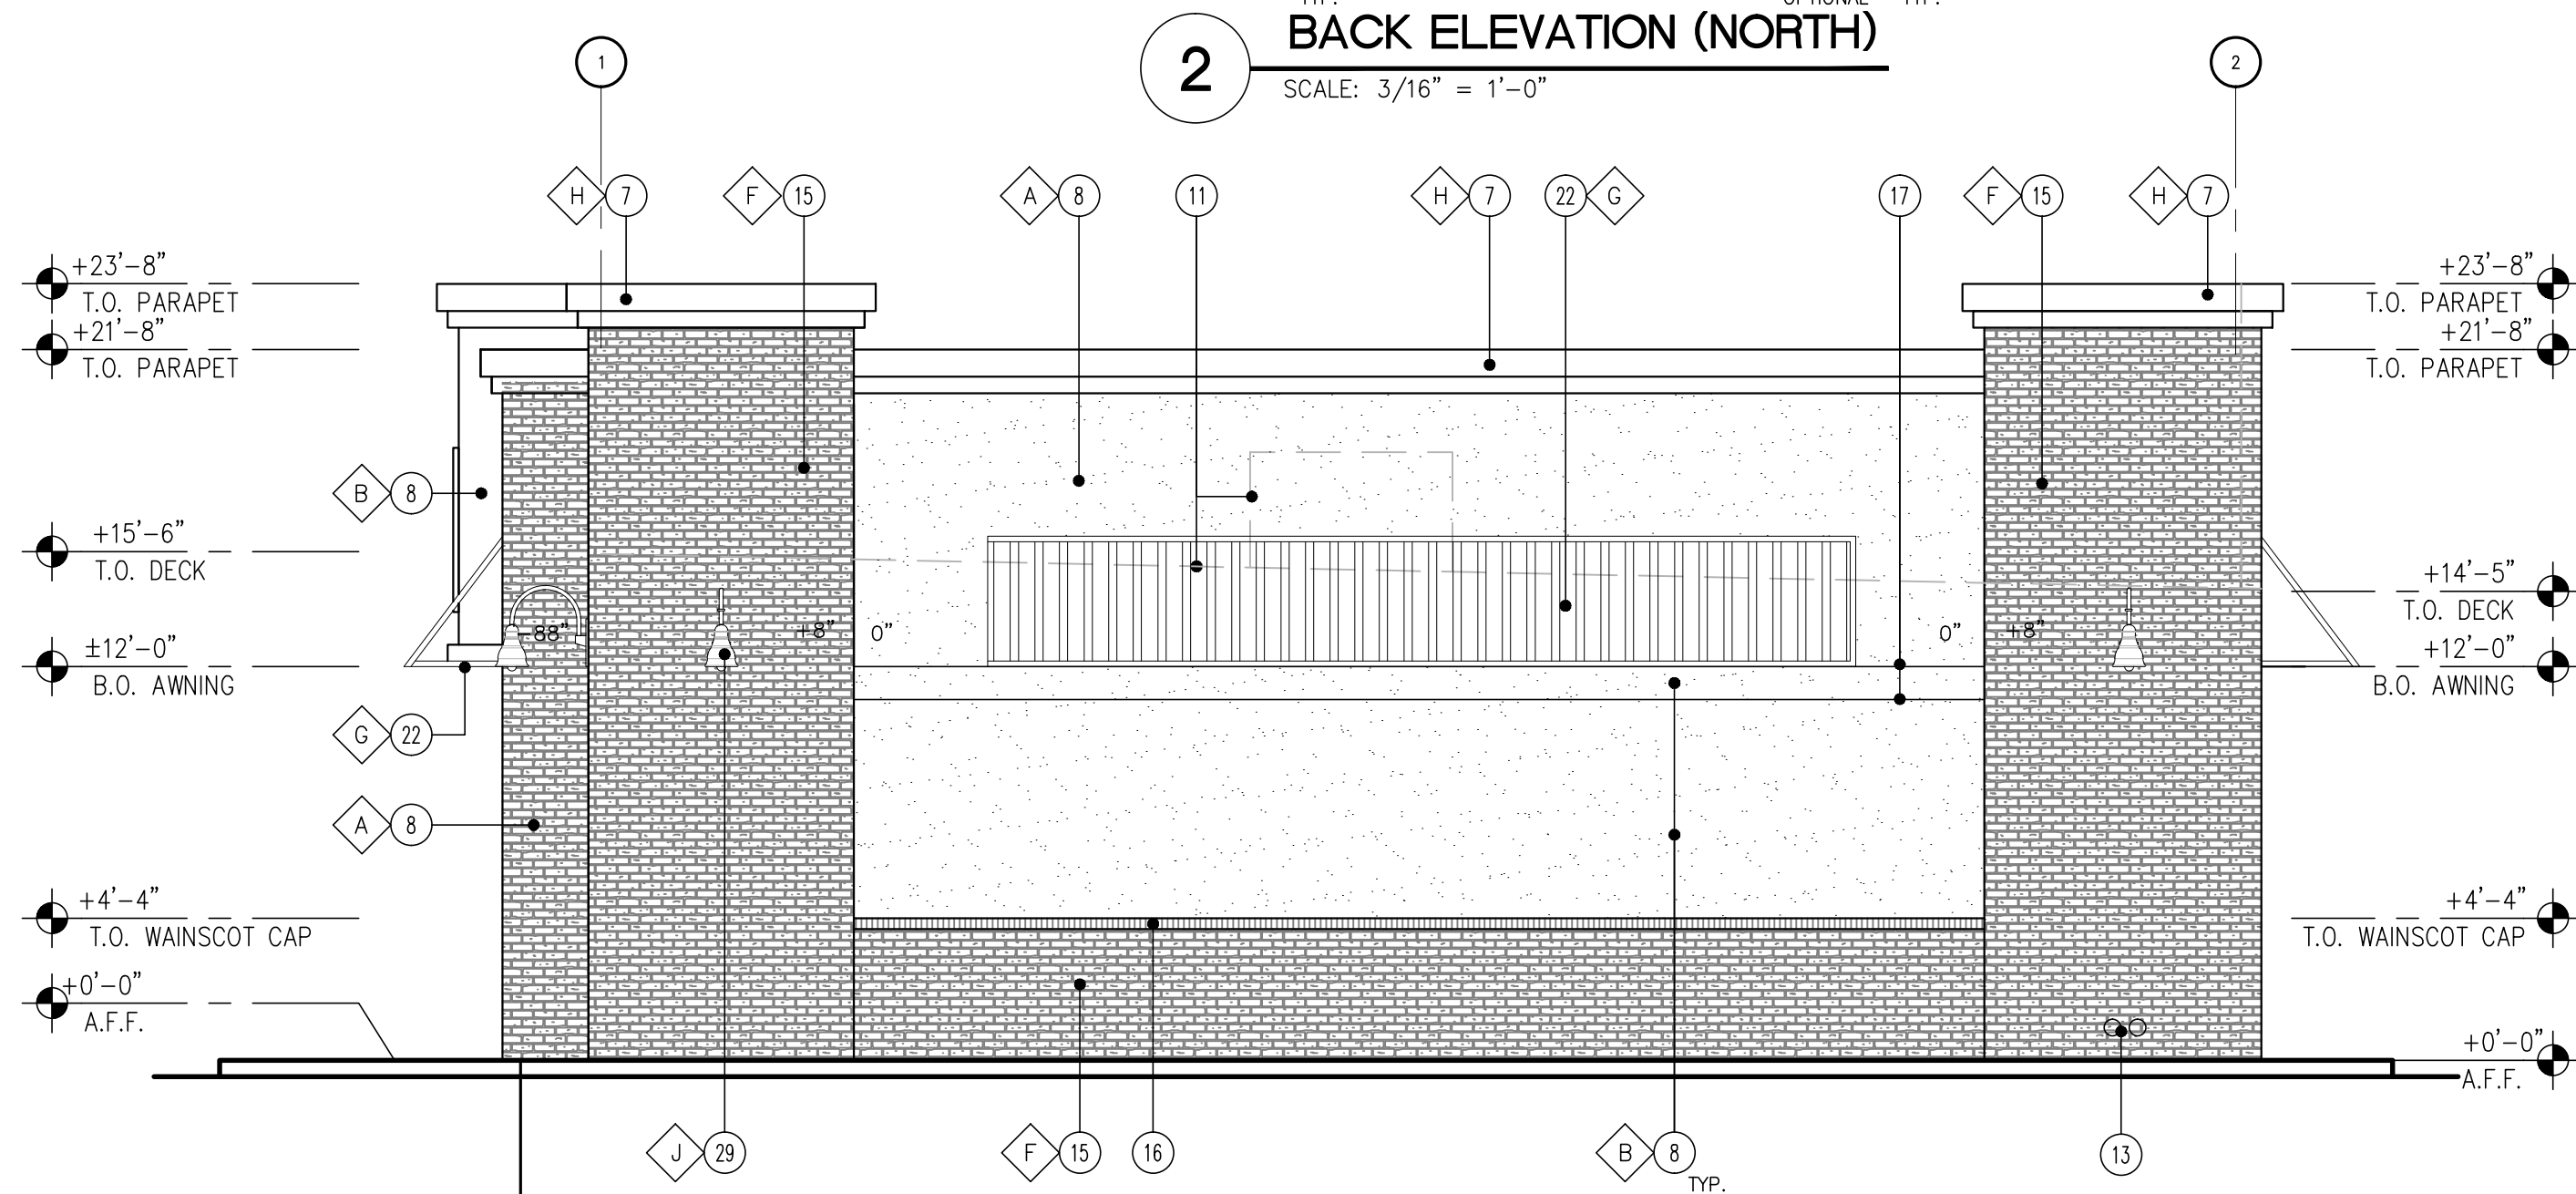 TYP.
OPTIONAL TYP.
2
BACK ELEVATION (NORTH)
SCALE: 3/16" = 1'-0"
1
2
H 7
F 15
A 8
11
H 7
22 G
17
F 15
H 7
+23'-8"
T.O. PARAPET
+23'-8"
T.O. PARAPET
+21'-8"
T.O. PARAPET
+21'-8"
T.O. PARAPET
B 8
+15'-6"
T.O. DECK
+14'-5"
T.O. DECK
+8"
0"
0"
+8"
±12'-0"
B.O. AWNING
+12'-0"
B.O. AWNING
G 22
A 8
+4'-4"
T.O. WAINSCOT CAP
+4'-4"
T.O. WAINSCOT CAP
+0'-0"
A.F.F.
+0'-0"
A.F.F.
J 29
F 15
16
B 8
TYP.
13